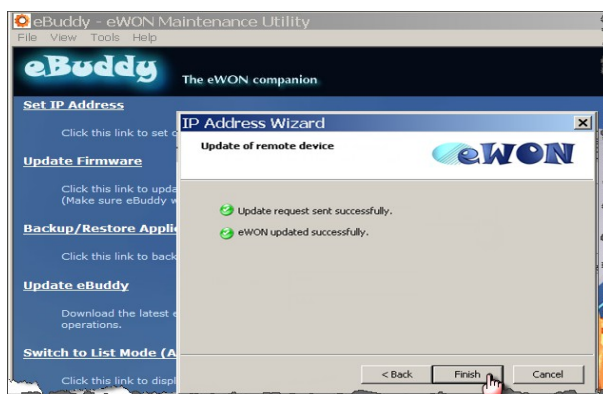 eBuddy - eWON Maintenance Utility
File View Tools Help
eBuddy
The eWON companion
Set IP Address
Click this link to set
Update Firmware
Click this link to upda
(Make sure eBuddy w
Backup/Restore Appli
Click this link to back
Update eBuddy
Download the latest
operations.
Switch to List Mode (A
Click this link to displ
IP Address Wizard
Update of remote device
eWON
Update request sent successfully.
eWON updated successfully.
< Back
Finish
Cancel